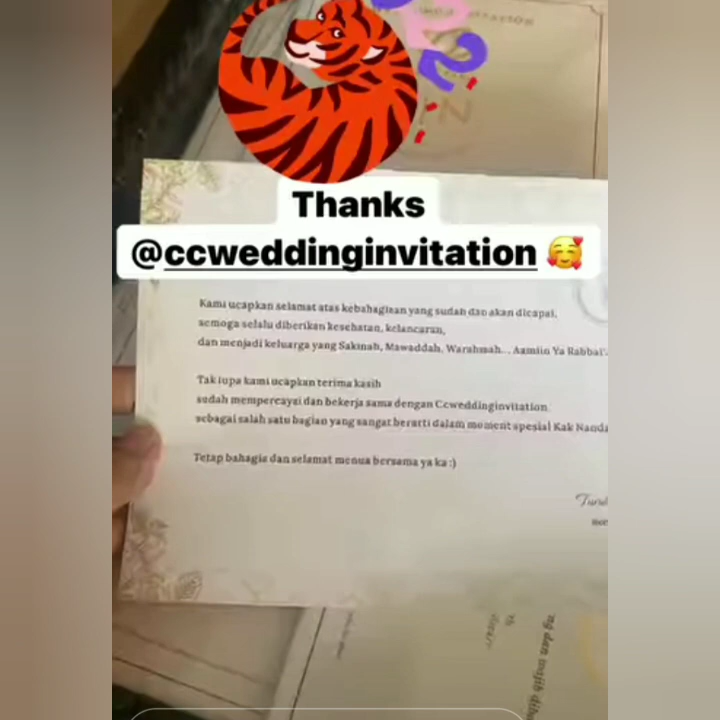 Thanks
@ccweddinginvitation
Kami ucapkan selamat atas kebahagiaan yang sudah dan akan dicapai,
semoga selalu diberikan kesehatan, kelancaran,
dan menjadi keluarga yang Sakinah, Mawaddah, Warahmah... Aamiin Ya Rabbal'
Tak lupa kami ucapkan terima kasih
sudah mempercayai dan bekerja sama dengan Ccweddinginvitation
sebagai salah satu bagian yang sangat berarti dalam moment spesial Kak Nanda
Tetap bahagia dan selamat menua bersama ya ka :)
ng dan wajib